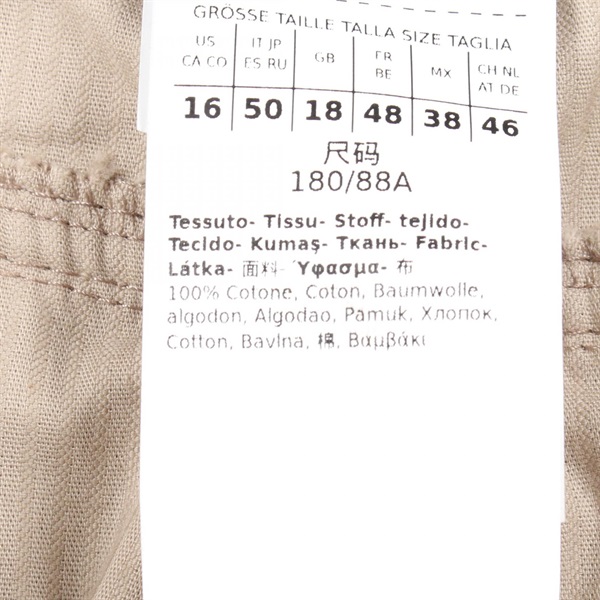 GRÖSSE TAILLE TALLA SIZE TAGLIA
US IT JP GB FR MX CH NL
CA CO ES RU BE AT DE
16 50 18 48 38 46
尺码
180/88A
Tessuto- Tissu- Stoff- tejido-
Tecido- Kumaş- Ткань- Fabric-
Látka- 面料- Ύφασμα- 布
100% Cotone, Coton, Baumwolle,
algodon, Algodao, Pamuk, Хлопок,
Cotton, Bavlna, 棉, Βαμβάκι